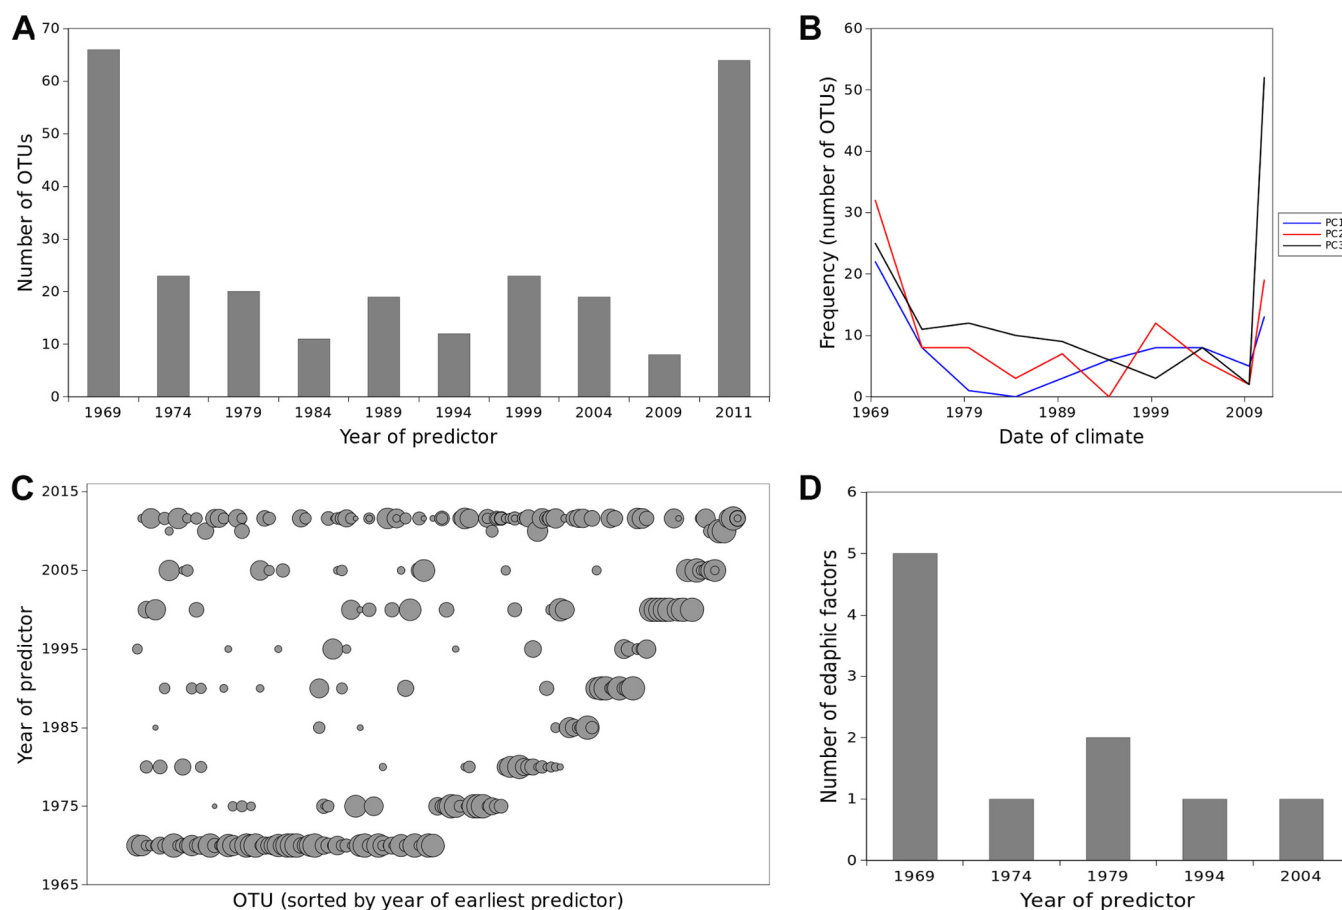 A
70
60
50
40
30
20
10
0
Number of OTUs
1969 1974 1979 1984 1989 1994 1999 2004 2009 2011
Year of predictor
B
60
50
40
30
20
10
0
Frequency (number of OTUs)
1969 1979 1989 1999 2009
Date of climate
PC1
PC2
PC3
C
2015
2005
1995
1985
1975
1965
Year of predictor
OTU (sorted by year of earliest predictor)
D
6
5
4
3
2
1
0
Number of edaphic factors
1969 1974 1979 1994 2004
Year of predictor